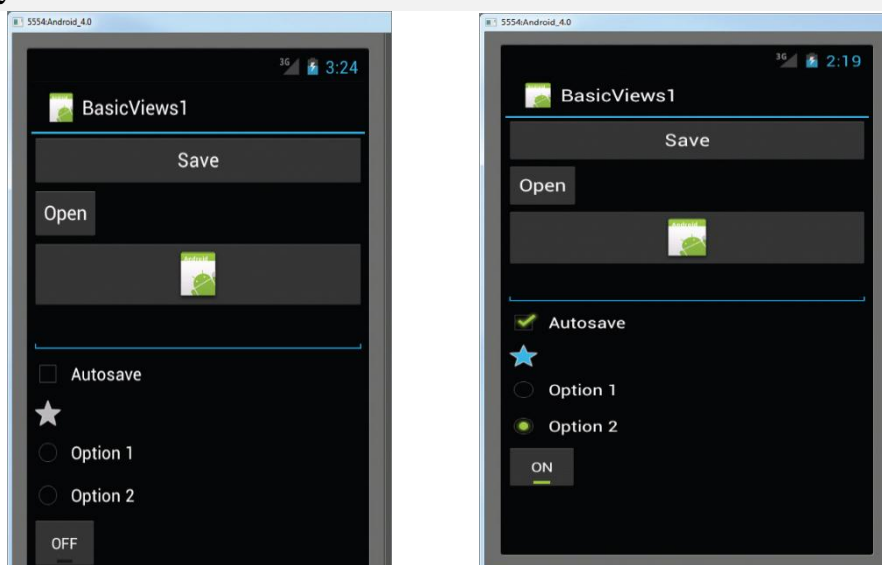 5554:Android_4.0
3G 3:24
BasicViews1
Save
Open
Android
Autosave
Option 1
Option 2
OFF
5554:Android_4.0
3G 2:19
BasicViews1
Save
Open
Android
Autosave
Option 1
Option 2
ON